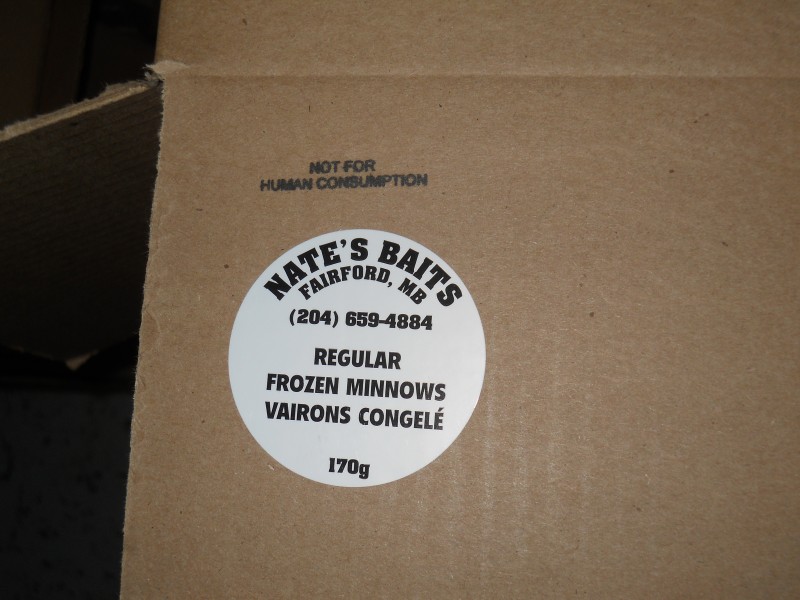 NOT FOR
HUMAN CONSUMPTION
NATE'S BAITS
FAIRFORD, MB
(204) 659-4884
REGULAR
FROZEN MINNOWS
VAIRONS CONGELÉ
170g